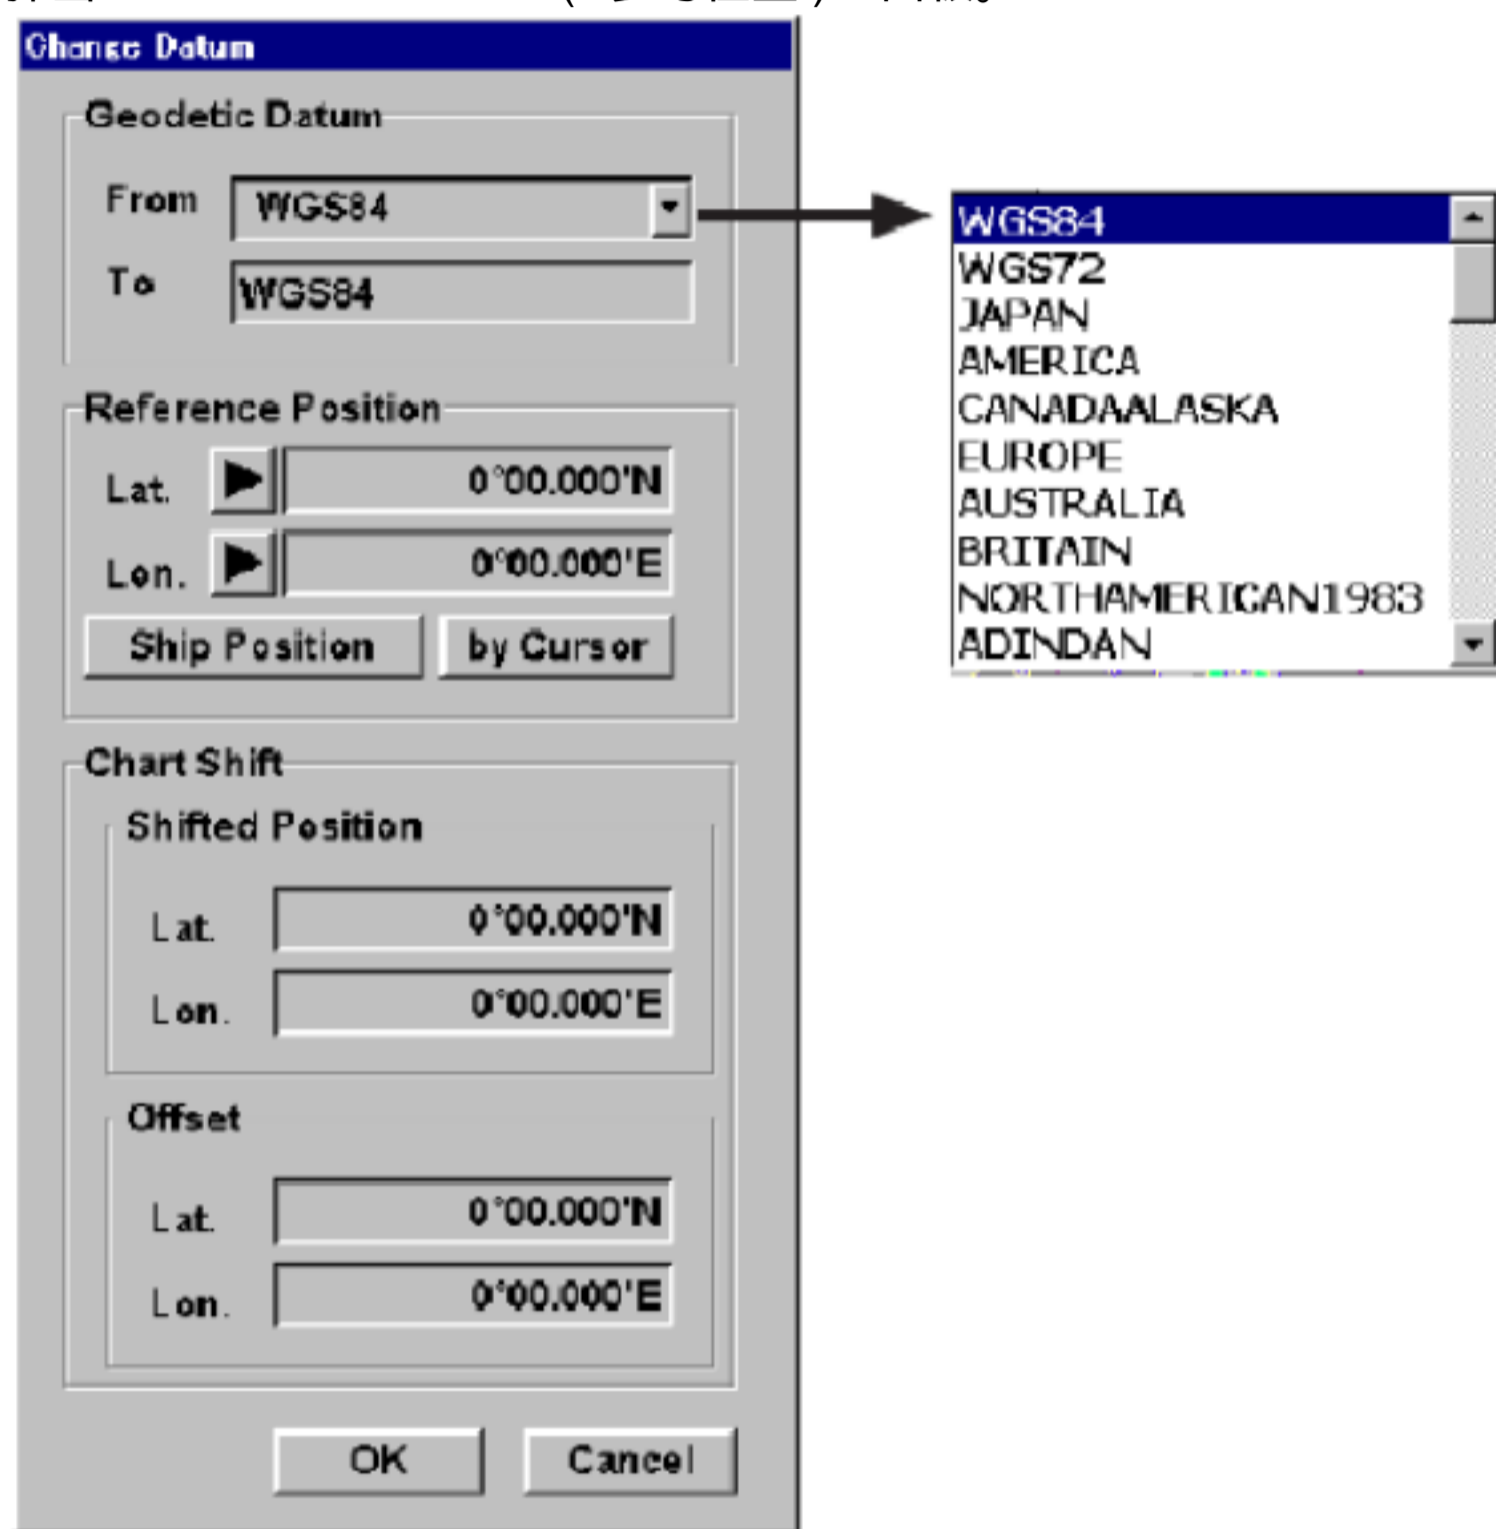 Change Datum
Geodetic Datum
From WGS84
To WGS84
Reference Position
Lat. 0°00.000'N
Lon. 0°00.000'E
Ship Position by Cursor
Chart Shift
Shifted Position
Lat. 0°00.000'N
Lon. 0°00.000'E
Offset
Lat. 0°00.000'N
Lon. 0°00.000'E
OK Cancel
WGS84
WGS72
JAPAN
AMERICA
CANADAALASKA
EUROPE
AUSTRALIA
BRITAIN
NORTHAMERICAN1983
ADINDAN